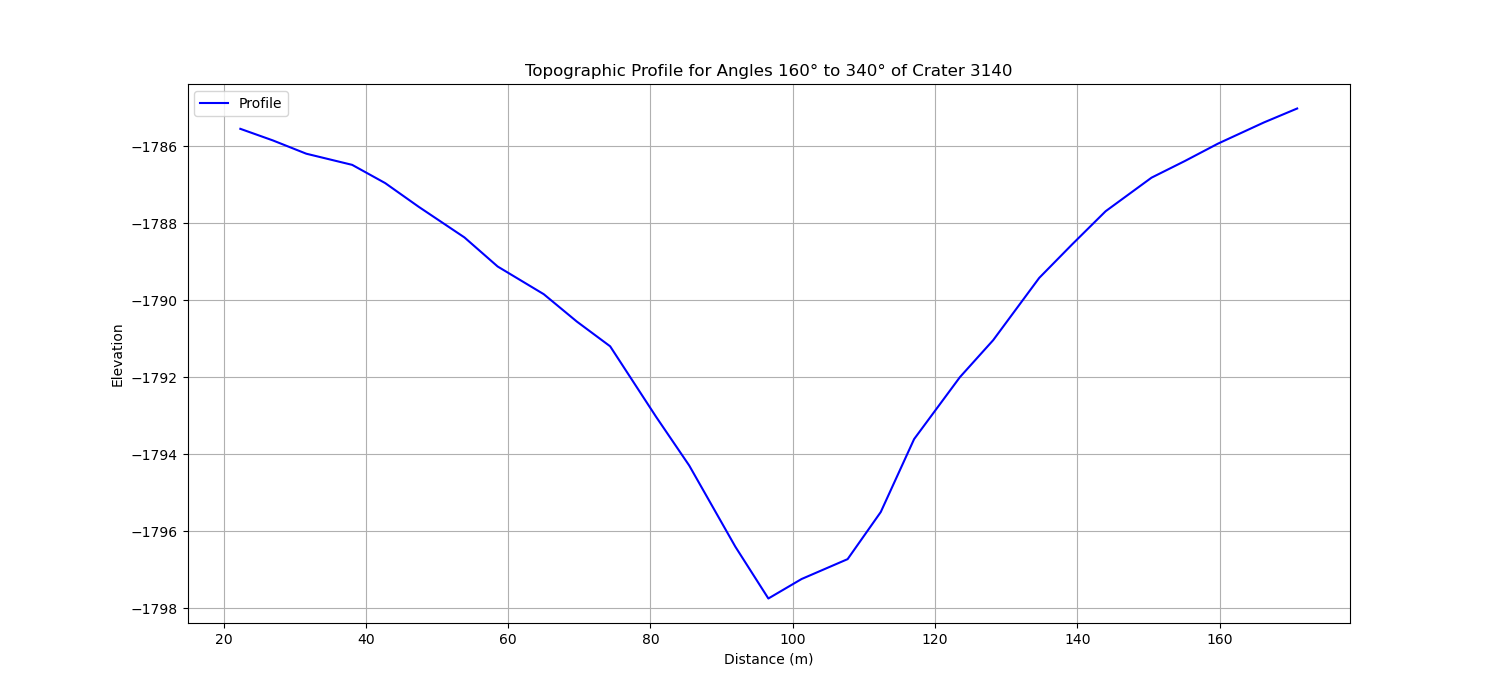 Topographic Profile for Angles 160° to 340° of Crater 3140
Profile
Elevation
−1786
−1788
−1790
−1792
−1794
−1796
−1798
20 40 60 80 100 120 140 160
Distance (m)